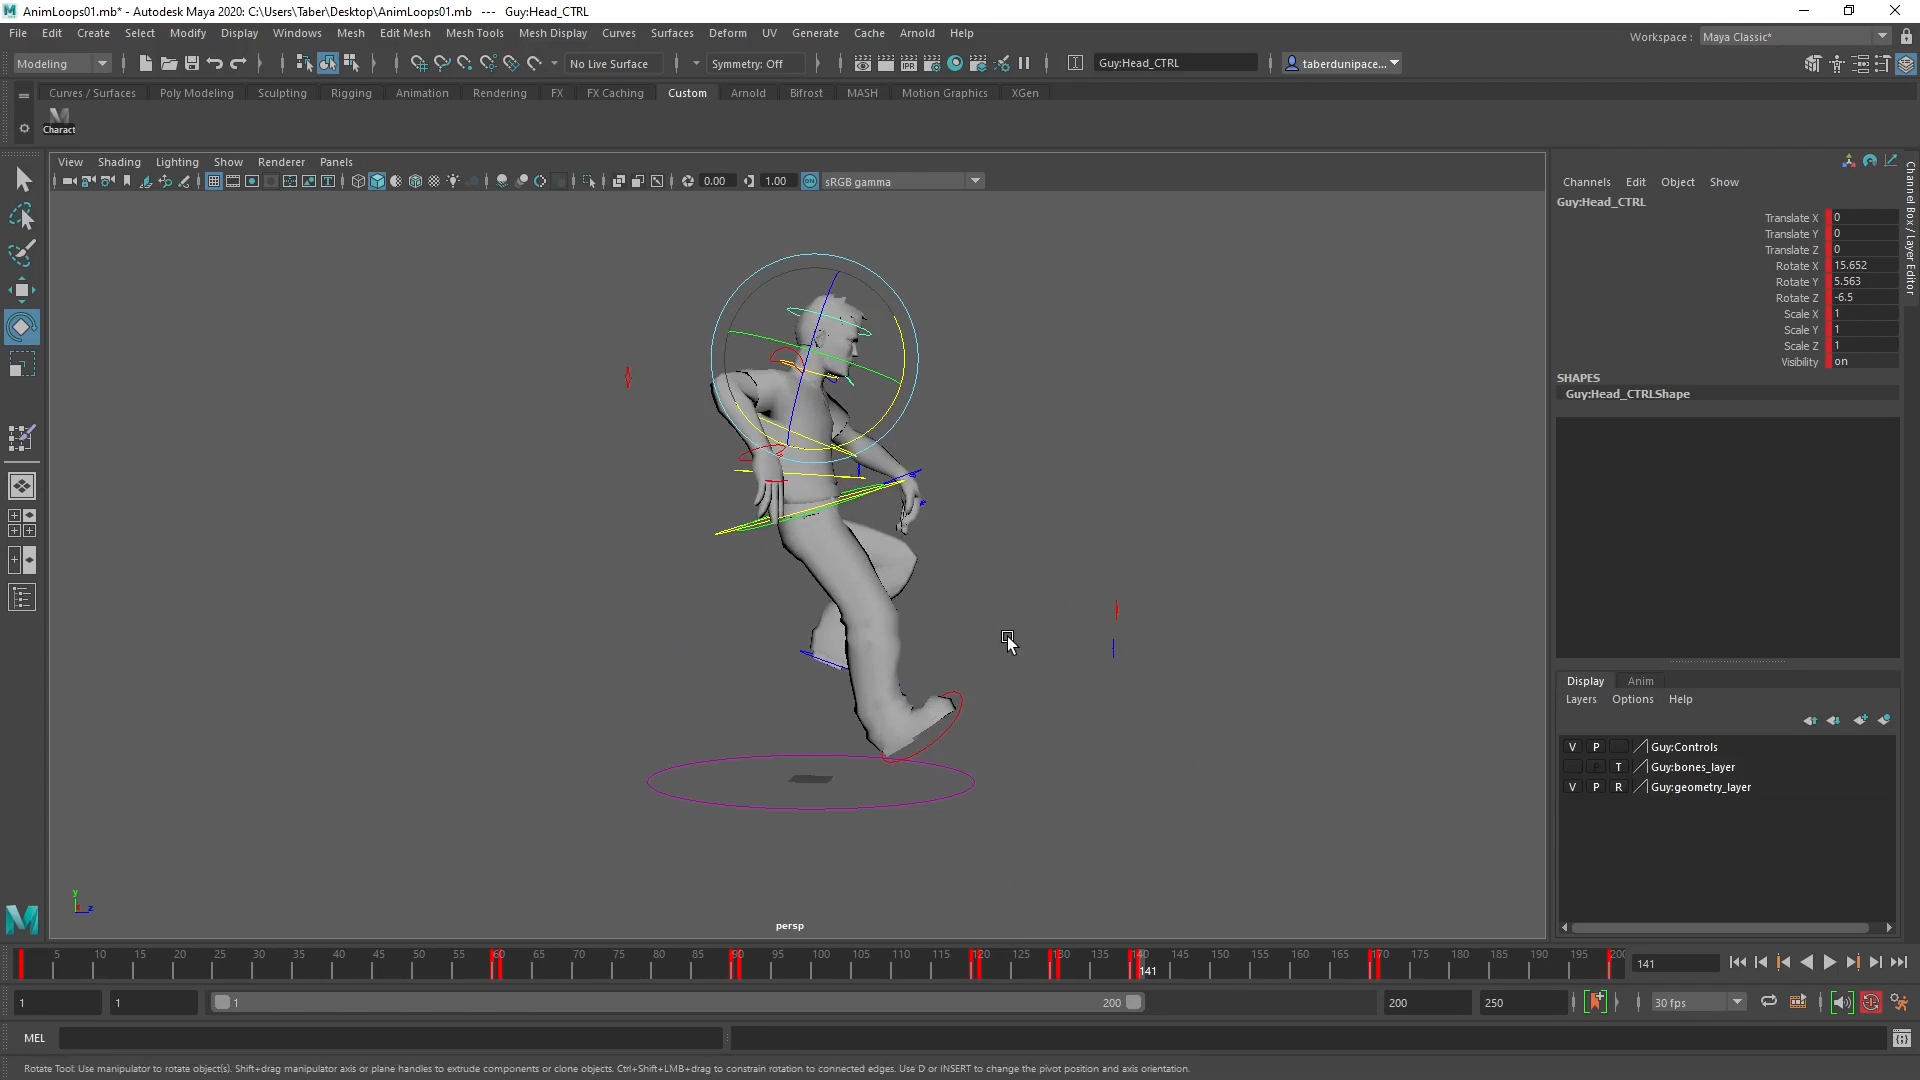 AnimLoops01.mb* - Autodesk Maya 2020: C:\Users\Taber\Desktop\AnimLoops01.mb   ---   Guy:Head_CTRL
File Edit Create Select Modify Display Windows Mesh Edit Mesh Mesh Tools Mesh Display Curves Surfaces Deform UV Generate Cache Arnold Help
Workspace : Maya Classic*
Modeling No Live Surface Symmetry: Off IPR Guy:Head_CTRL taberdunipace...
Curves / Surfaces Poly Modeling Sculpting Rigging Animation Rendering FX FX Caching Custom Arnold Bifrost MASH Motion Graphics XGen
Charact
View Shading Lighting Show Renderer Panels
0.00 1.00 ON sRGB gamma
Channels Edit Object Show
Guy:Head_CTRL
Translate X 0
Translate Y 0
Translate Z 0
Rotate X 15.652
Rotate Y 5.563
Rotate Z -6.5
Scale X 1
Scale Y 1
Scale Z 1
Visibility on
SHAPES
Guy:Head_CTRLShape
Channel Box / Layer Editor
Display Anim
Layers Options Help
V P Guy:Controls
P T Guy:bones_layer
V P R Guy:geometry_layer
y
z
persp
5 10 15 20 25 30 35 40 45 50 55 60 65 70 75 80 85 90 95 100 105 110 115 120 125 130 135 140 145 150 155 160 165 170 175 180 185 190 195 200
141
141
1 1 1 200 200 250 30 fps
MEL
Rotate Tool: Use manipulator to rotate object(s). Shift+drag manipulator axis or plane handles to extrude components or clone objects. Ctrl+Shift+LMB+drag to constrain rotation to connected edges. Use D or INSERT to change the pivot position and axis orientation.